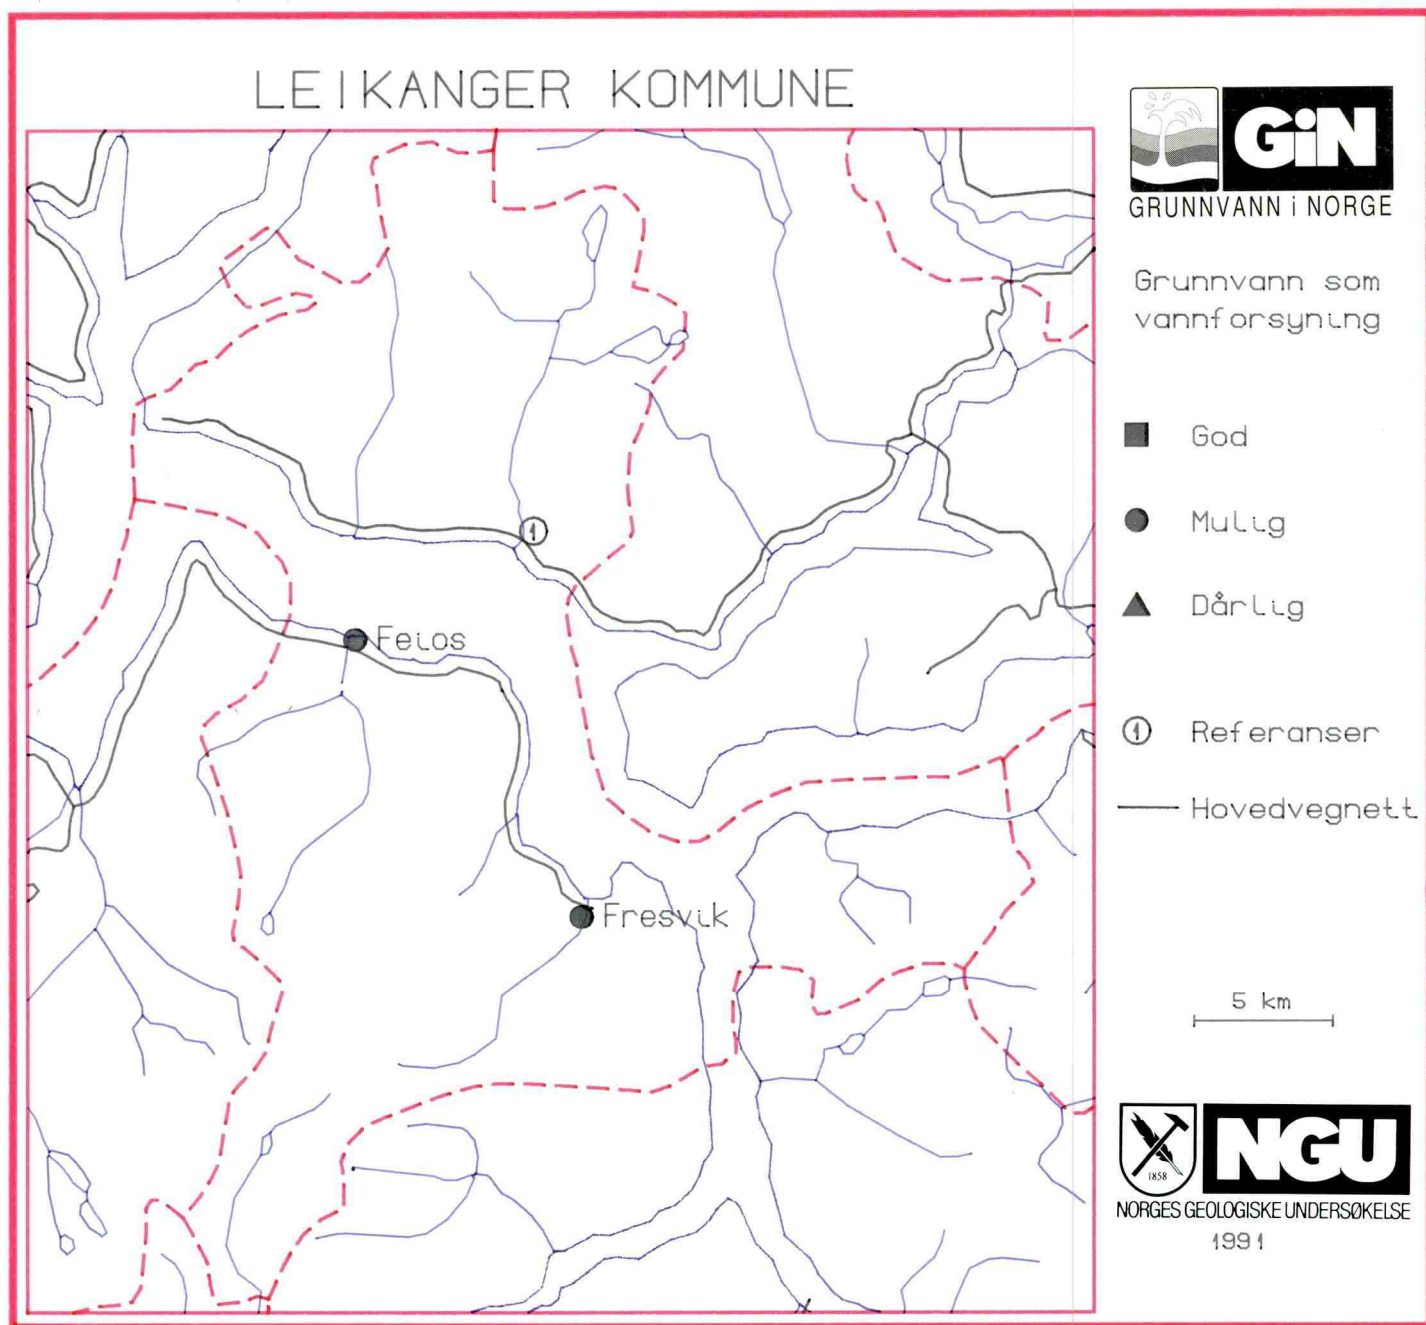 LEIKANGER KOMMUNE
GiN
GRUNNVANN i NORGE
Grunnvann som
vannforsyning
God
Mulig
Dårlig
1 Referanser
Hovedvegnett
1
Feios
Fresvik
5 km
1858
NGU
NORGES GEOLOGISKE UNDERSØKELSE
1991